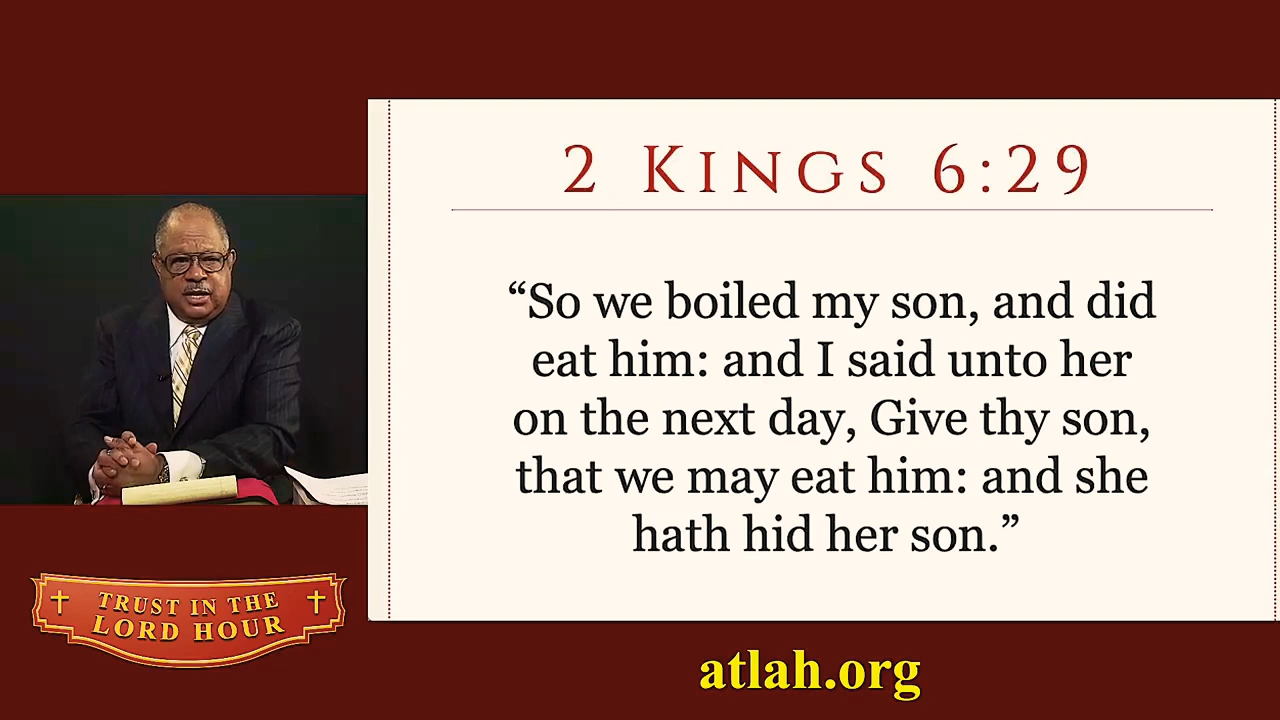 2 KINGS 6:29
“So we boiled my son, and did
eat him: and I said unto her
on the next day, Give thy son,
that we may eat him: and she
hath hid her son.”
TRUST IN THE
LORD HOUR
atlah.org